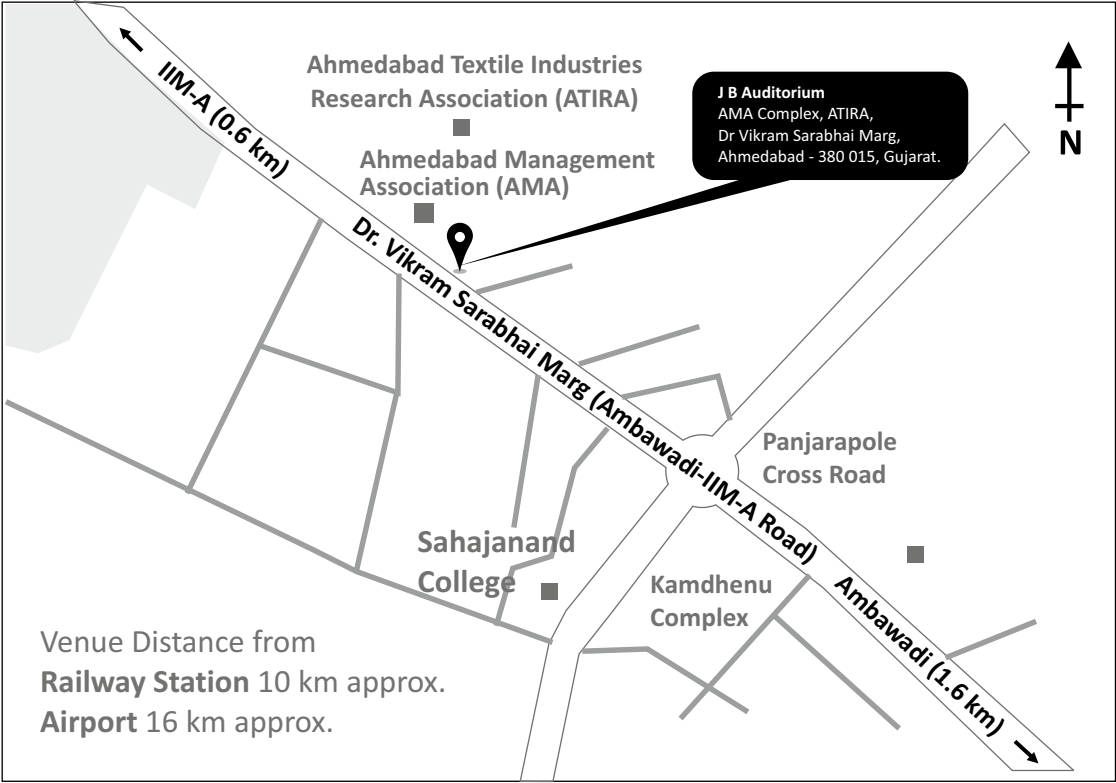 IIM-A (0.6 km)
Ahmedabad Textile Industries
Research Association (ATIRA)
Ahmedabad Management
Association (AMA)
J B Auditorium
AMA Complex, ATIRA,
Dr Vikram Sarabhai Marg,
Ahmedabad - 380 015, Gujarat.
N
Dr. Vikram Sarabhai Marg (Ambawadi-IIM-A Road)
Panjarapole
Cross Road
Sahajanand
College
Kamdhenu
Complex
Ambawadi (1.6 km)
Venue Distance from
Railway Station 10 km approx.
Airport 16 km approx.